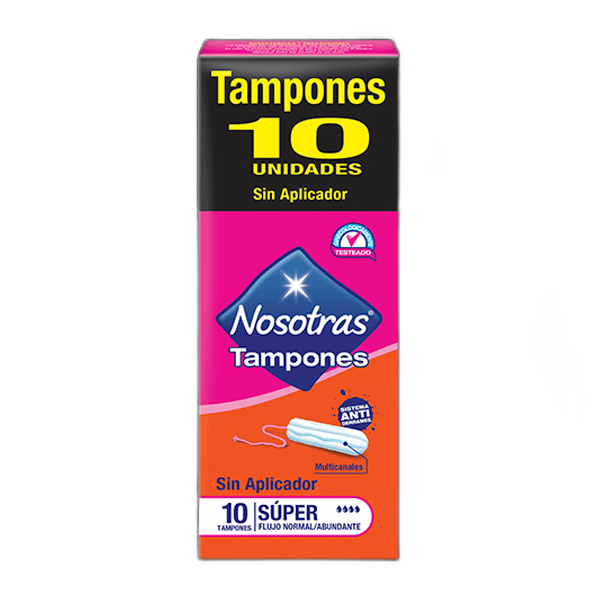 Tampones
10
UNIDADES
Sin Aplicador
GINECOLÓGICAMENTE
TESTEADO
Nosotras®
Tampones
SISTEMA
ANTI
DERRAMES
Multicanales
Sin Aplicador
10 TAMPONES
SÚPER
FLUJO NORMAL/ABUNDANTE